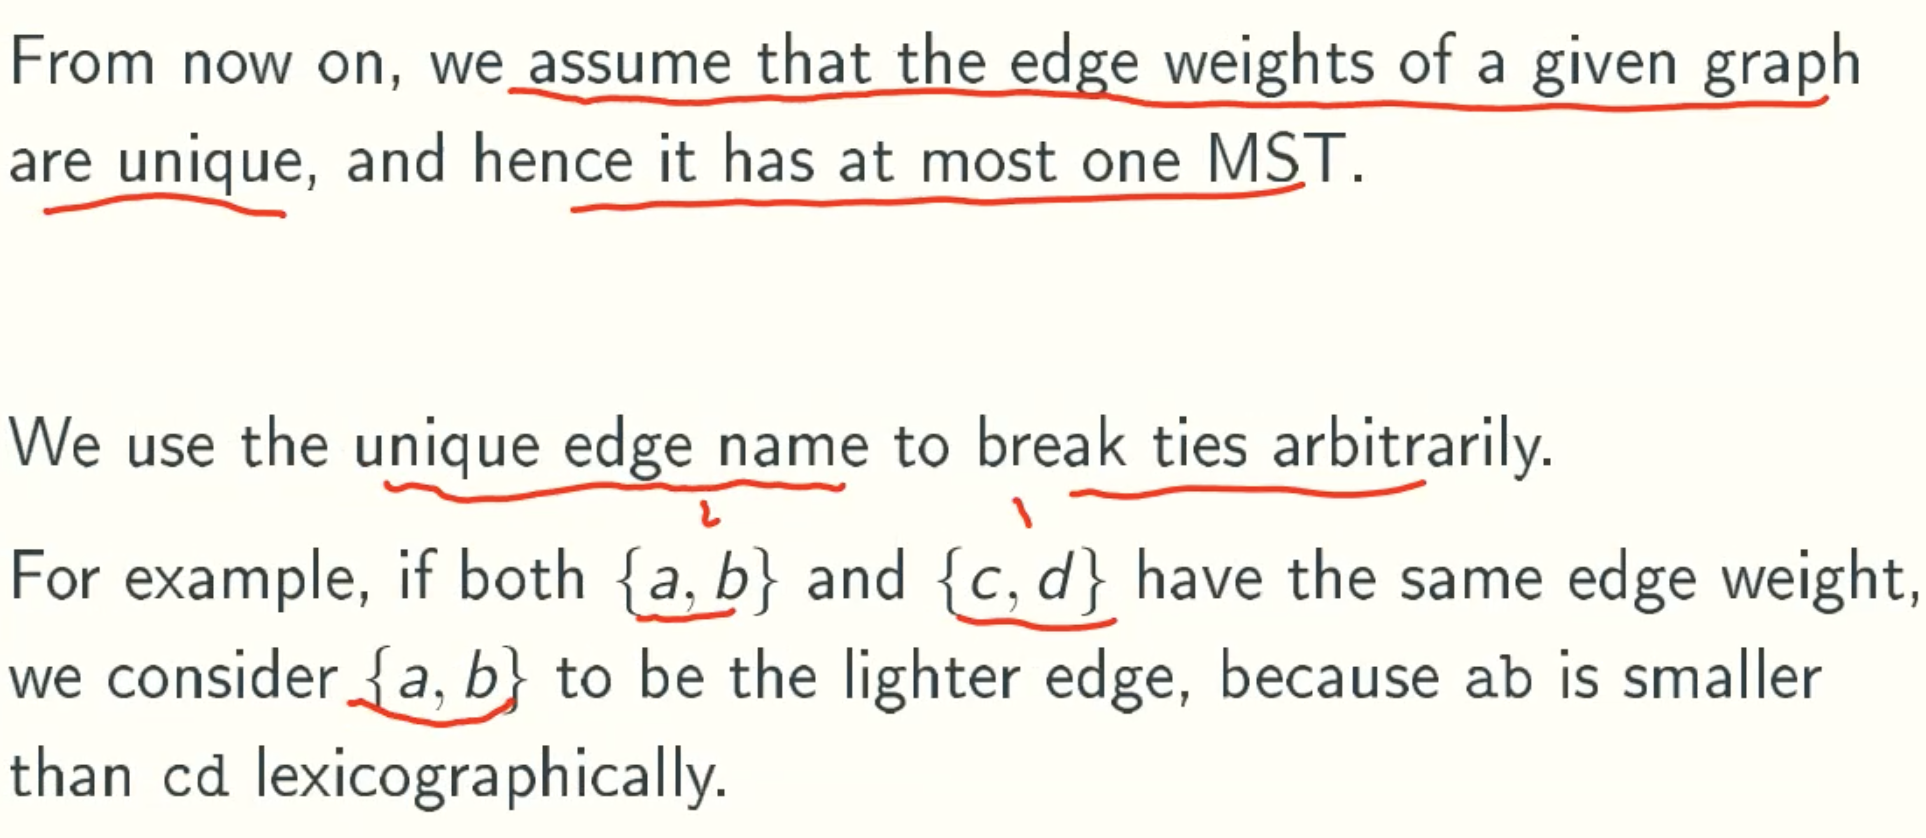 From now on, we assume that the edge weights of a given graph
are unique, and hence it has at most one MST.
We use the unique edge name to break ties arbitrarily.
For example, if both {a, b} and {c, d} have the same edge weight,
we consider {a, b} to be the lighter edge, because ab is smaller
than cd lexicographically.